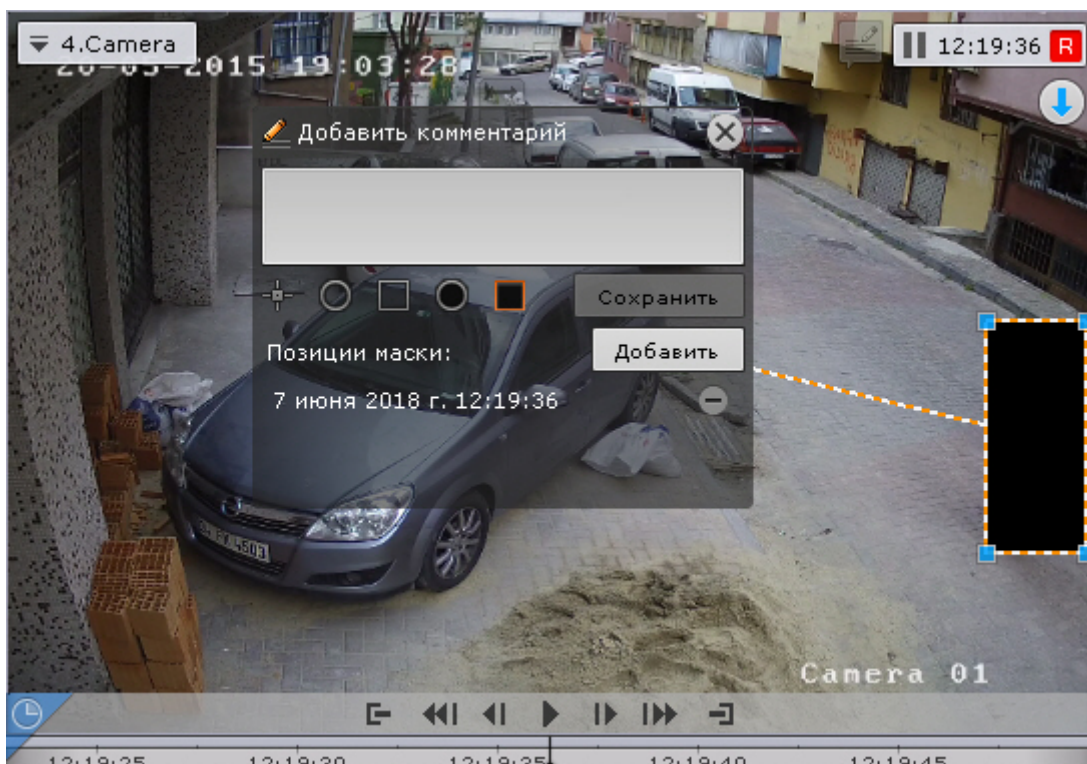 4.Camera
12:19:36 R
20-05-2015 19:03:28
Добавить комментарий
Сохранить
Позиции маски:
Добавить
7 июня 2018 г. 12:19:36
Camera 01
12:19:25 12:19:30 12:19:35 12:19:40 12:19:45